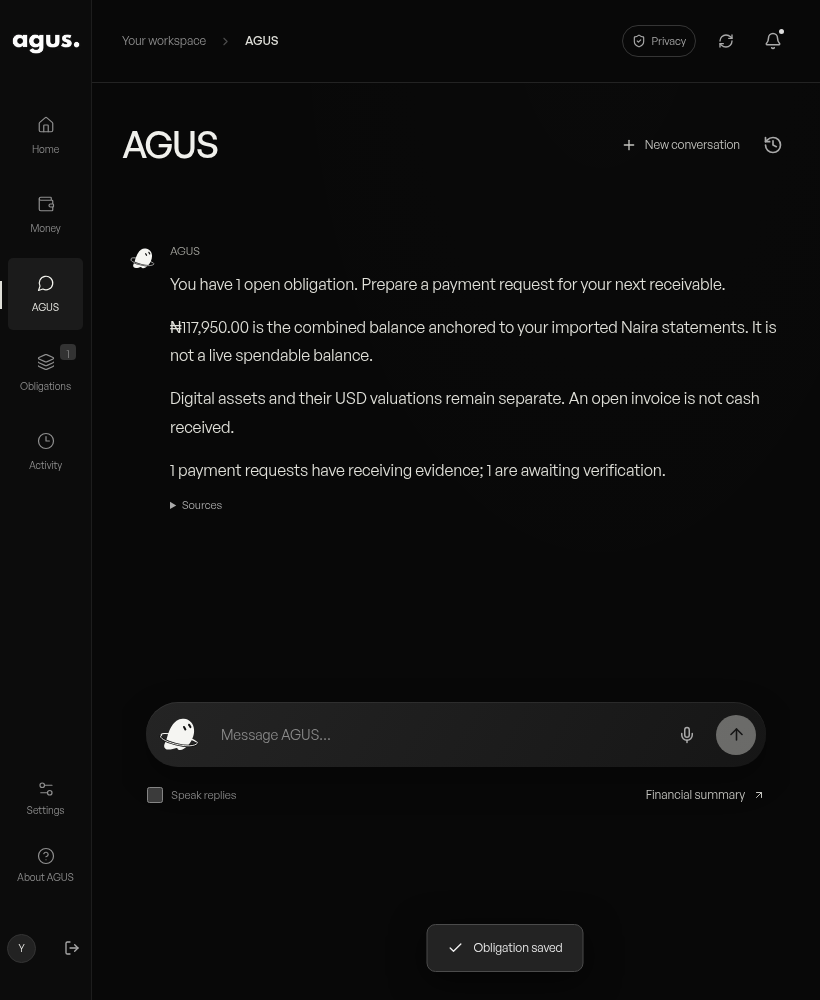 agus.
Your workspace > AGUS
Privacy
Home
Money
AGUS
1
Obligations
Activity
Settings
About AGUS
Y
AGUS
New conversation
AGUS
You have 1 open obligation. Prepare a payment request for your next receivable.
₦117,950.00 is the combined balance anchored to your imported Naira statements. It is
not a live spendable balance.
Digital assets and their USD valuations remain separate. An open invoice is not cash
received.
1 payment requests have receiving evidence; 1 are awaiting verification.
Sources
Message AGUS...
Speak replies
Financial summary
Obligation saved